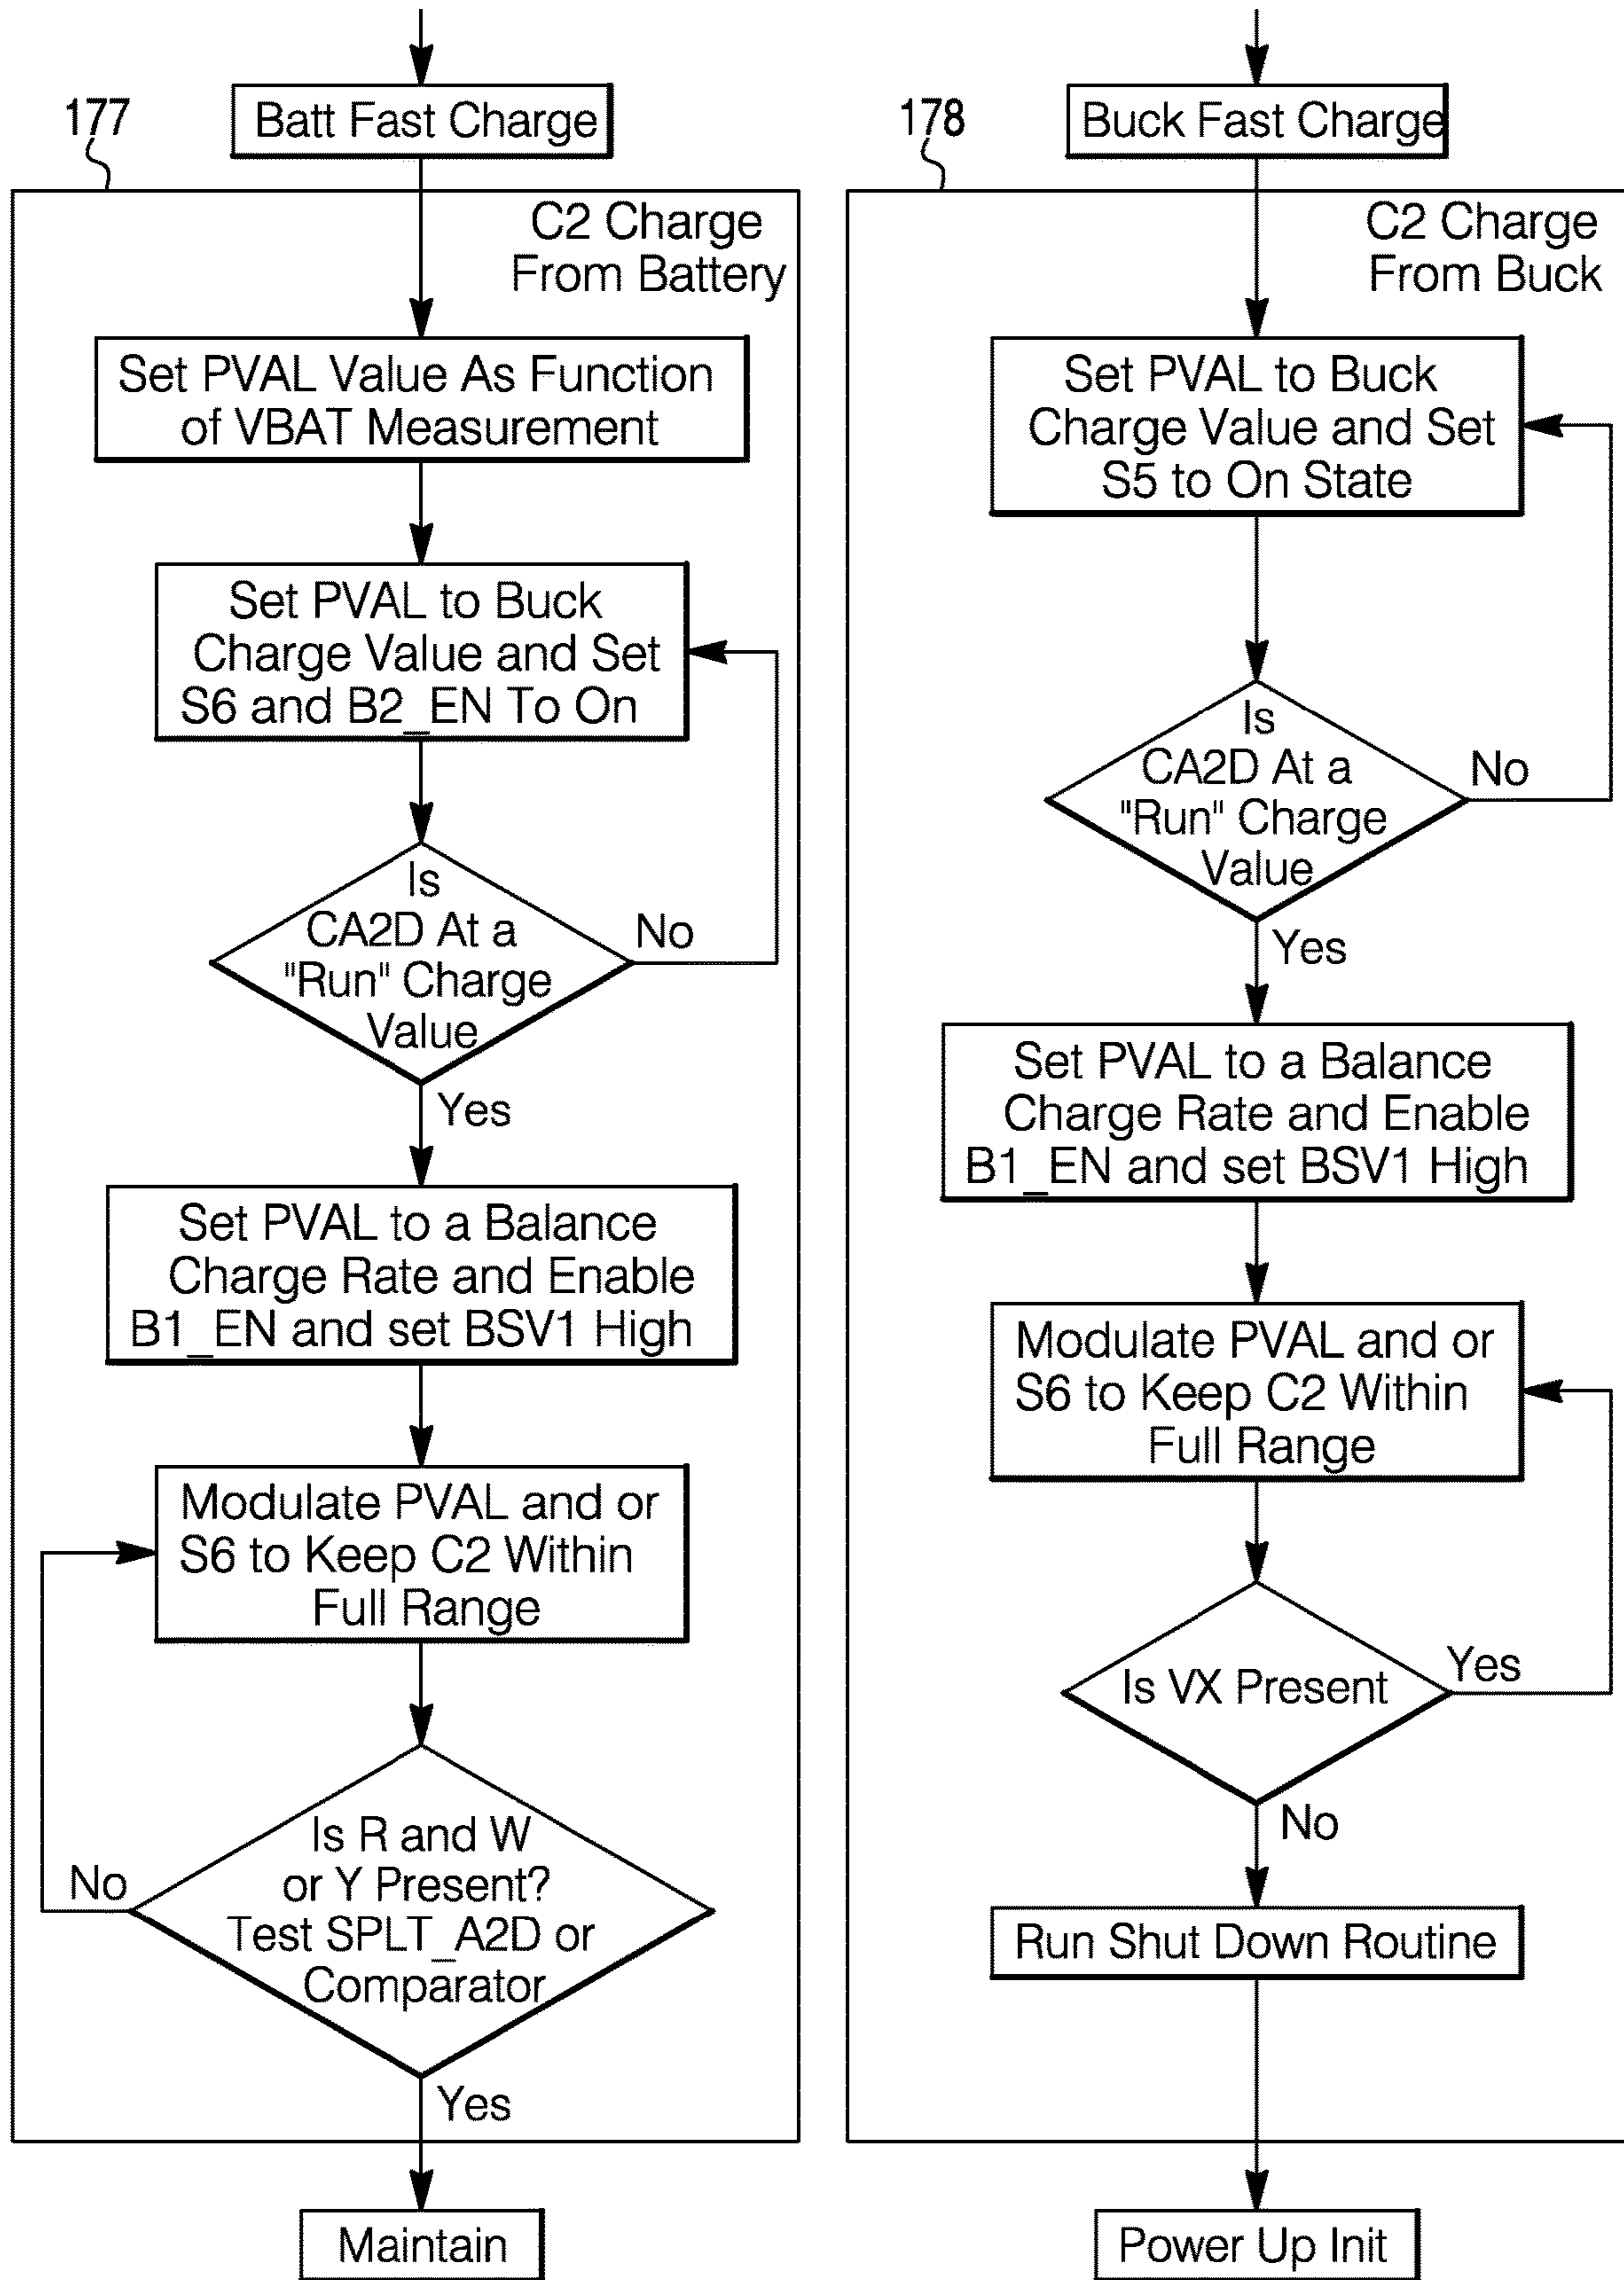 177
Batt Fast Charge
C2 Charge
From Battery
Set PVAL Value As Function
of VBAT Measurement
Set PVAL to Buck
Charge Value and Set
S6 and B2_EN To On
Is
CA2D At a
"Run" Charge
Value
No
Yes
Set PVAL to a Balance
Charge Rate and Enable
B1_EN and set BSV1 High
Modulate PVAL and or
S6 to Keep C2 Within
Full Range
Is R and W
or Y Present?
Test SPLT_A2D or
Comparator
No
Yes
Maintain
178
Buck Fast Charge
C2 Charge
From Buck
Set PVAL to Buck
Charge Value and Set
S5 to On State
Is
CA2D At a
"Run" Charge
Value
No
Yes
Set PVAL to a Balance
Charge Rate and Enable
B1_EN and set BSV1 High
Modulate PVAL and or
S6 to Keep C2 Within
Full Range
Is VX Present
Yes
No
Run Shut Down Routine
Power Up Init